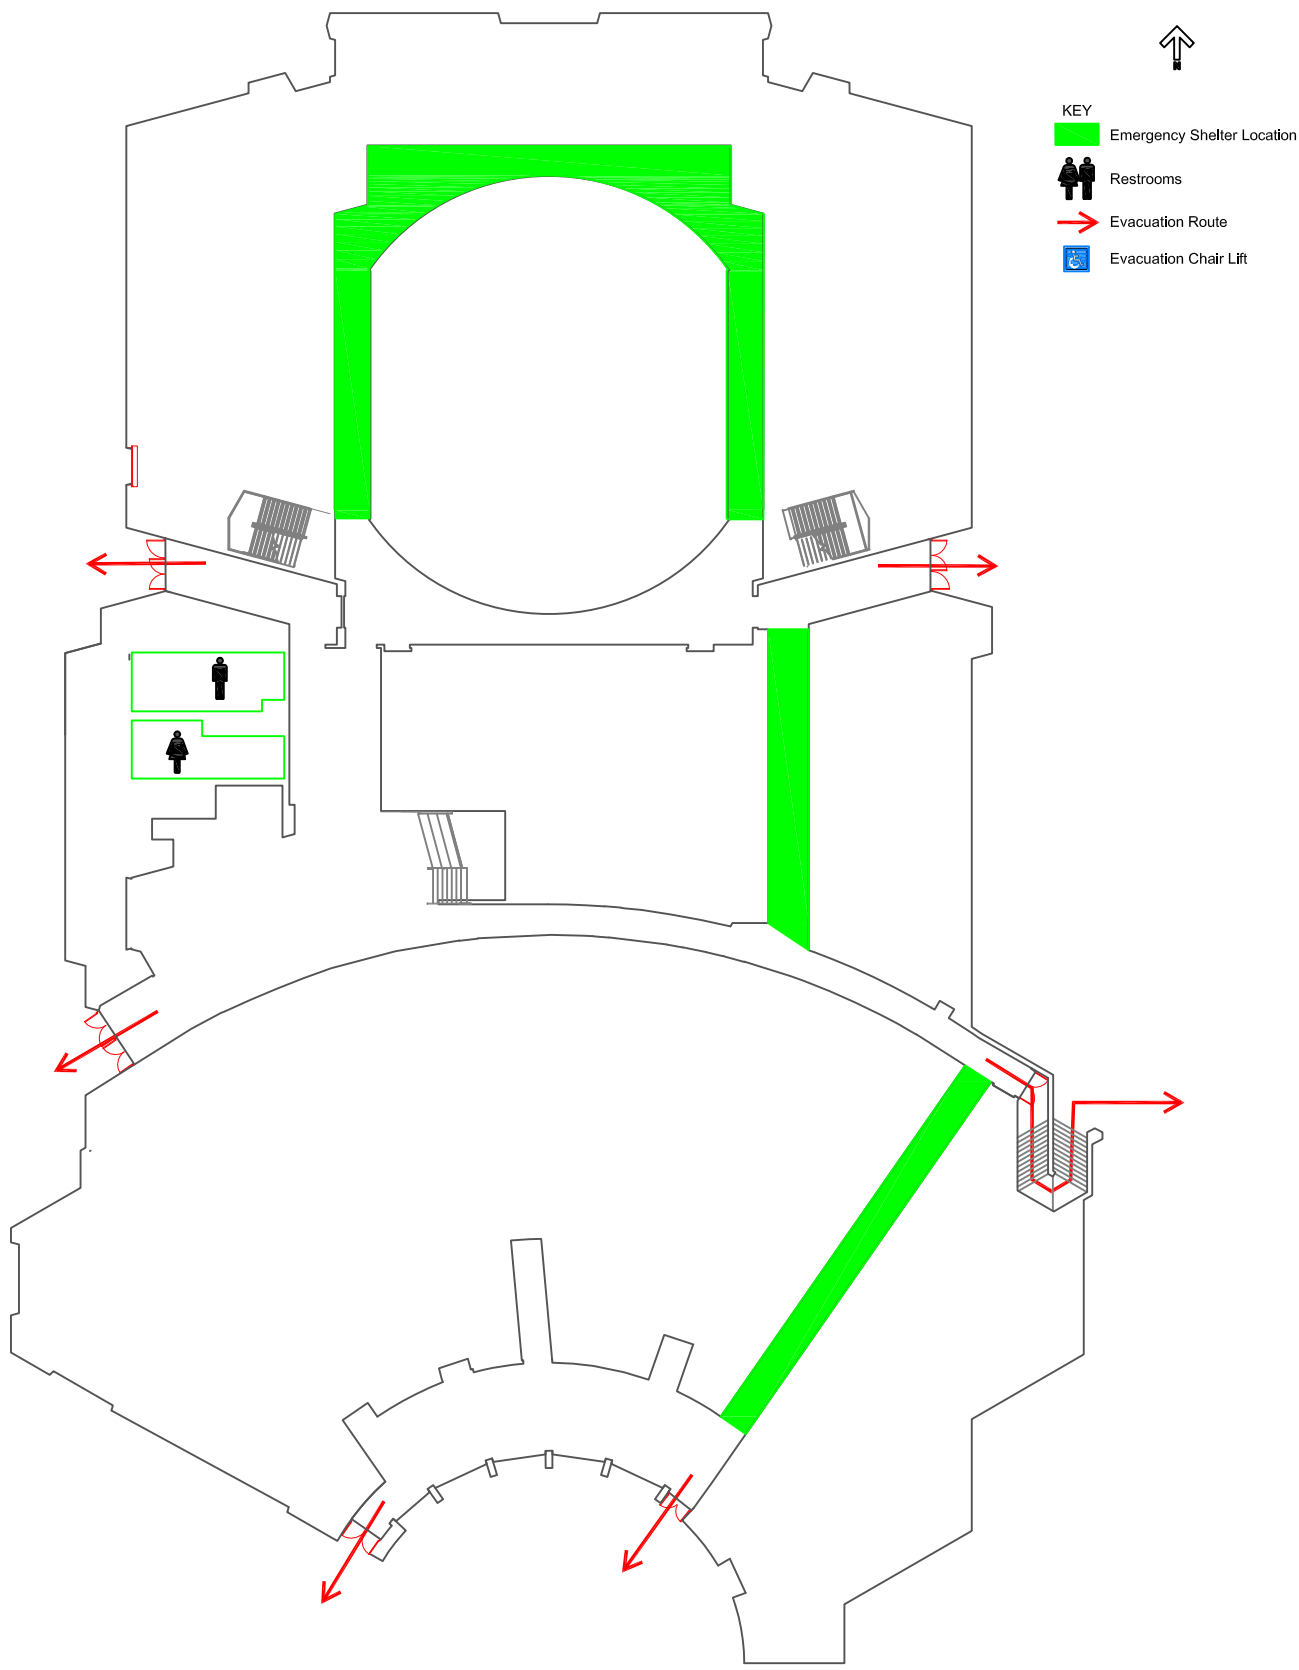 N
KEY
Emergency Shelter Location
Restrooms
Evacuation Route
Evacuation Chair Lift